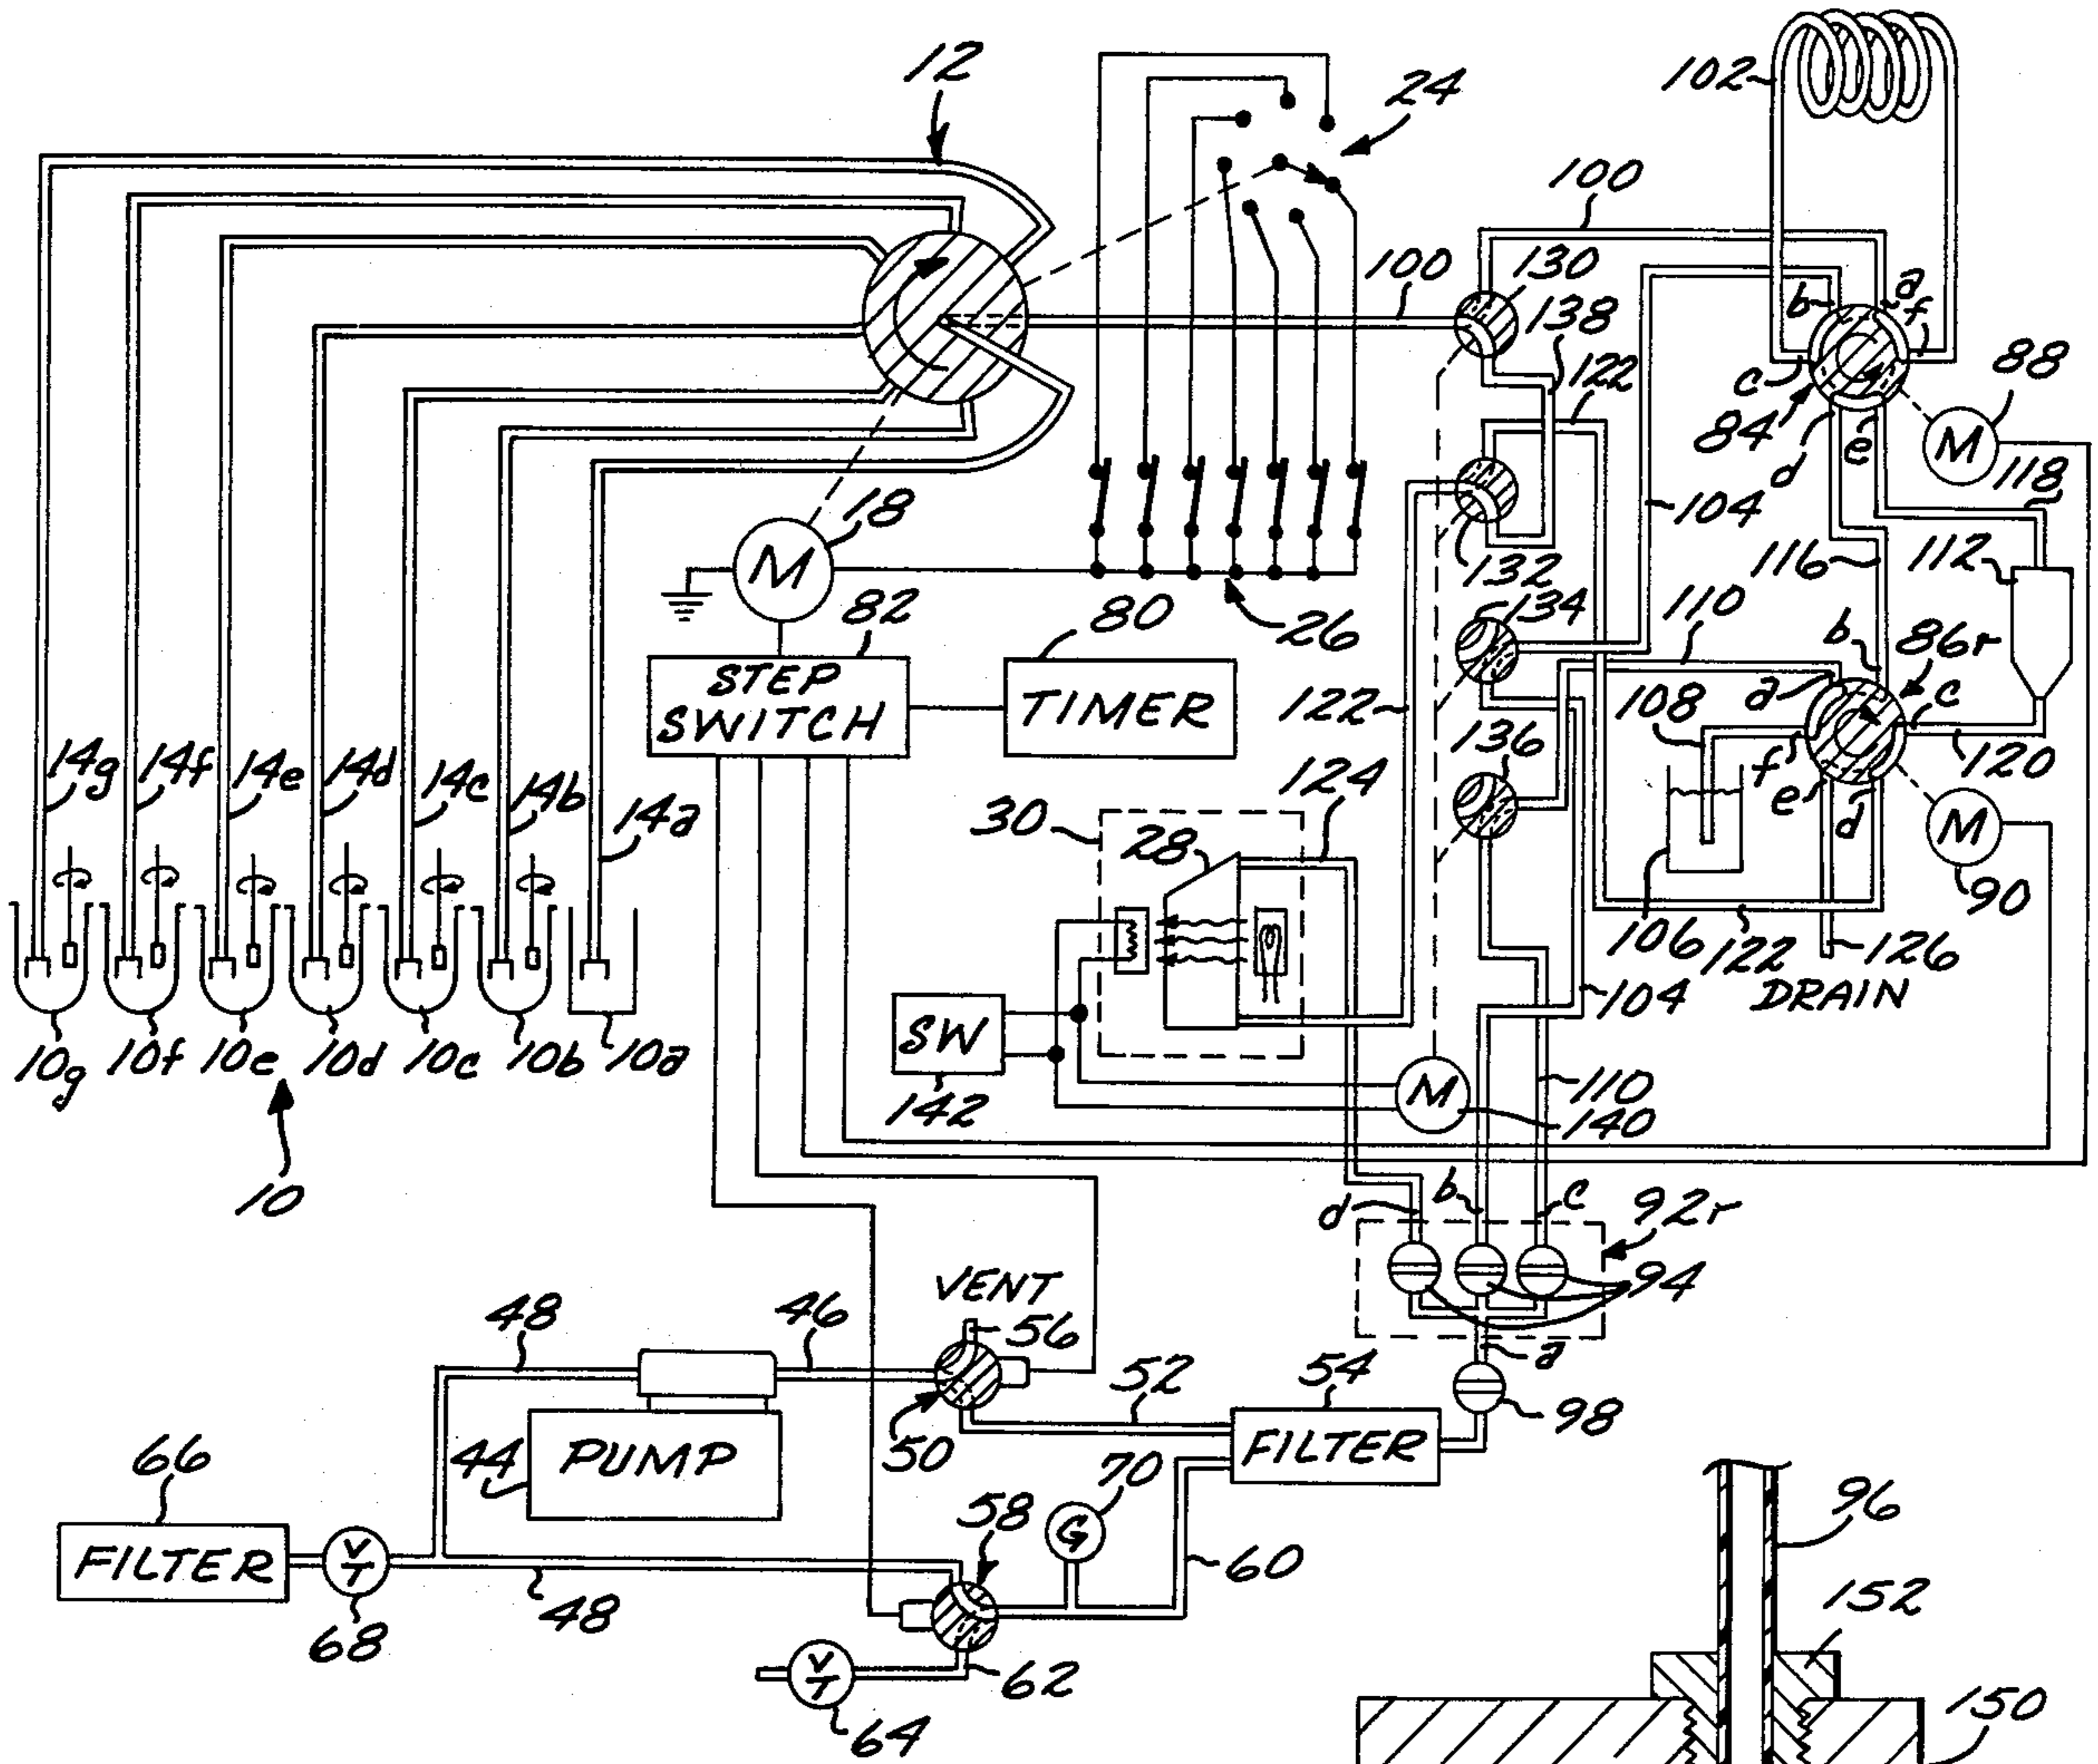 12
24
102
100
100
130
138
122
a
b
f
c
84
d
e
88
M
118
104
116
112
18
M
82
80
26
132
134
110
b
86r
STEP
SWITCH
TIMER
122
a
c
108
136
f
120
e
d
M
90
14g
14f
14e
14d
14c
14b
14a
30
28
124
106
122
126
DRAIN
104
SW
142
10g
10f
10e
10d
10c
10b
10a
10
M
110
140
d
b
c
92r
94
VENT
48
46
56
a
52
54
98
50
FILTER
66
44
PUMP
70
58
G
96
FILTER
V
T
60
48
68
152
V
T
62
64
150